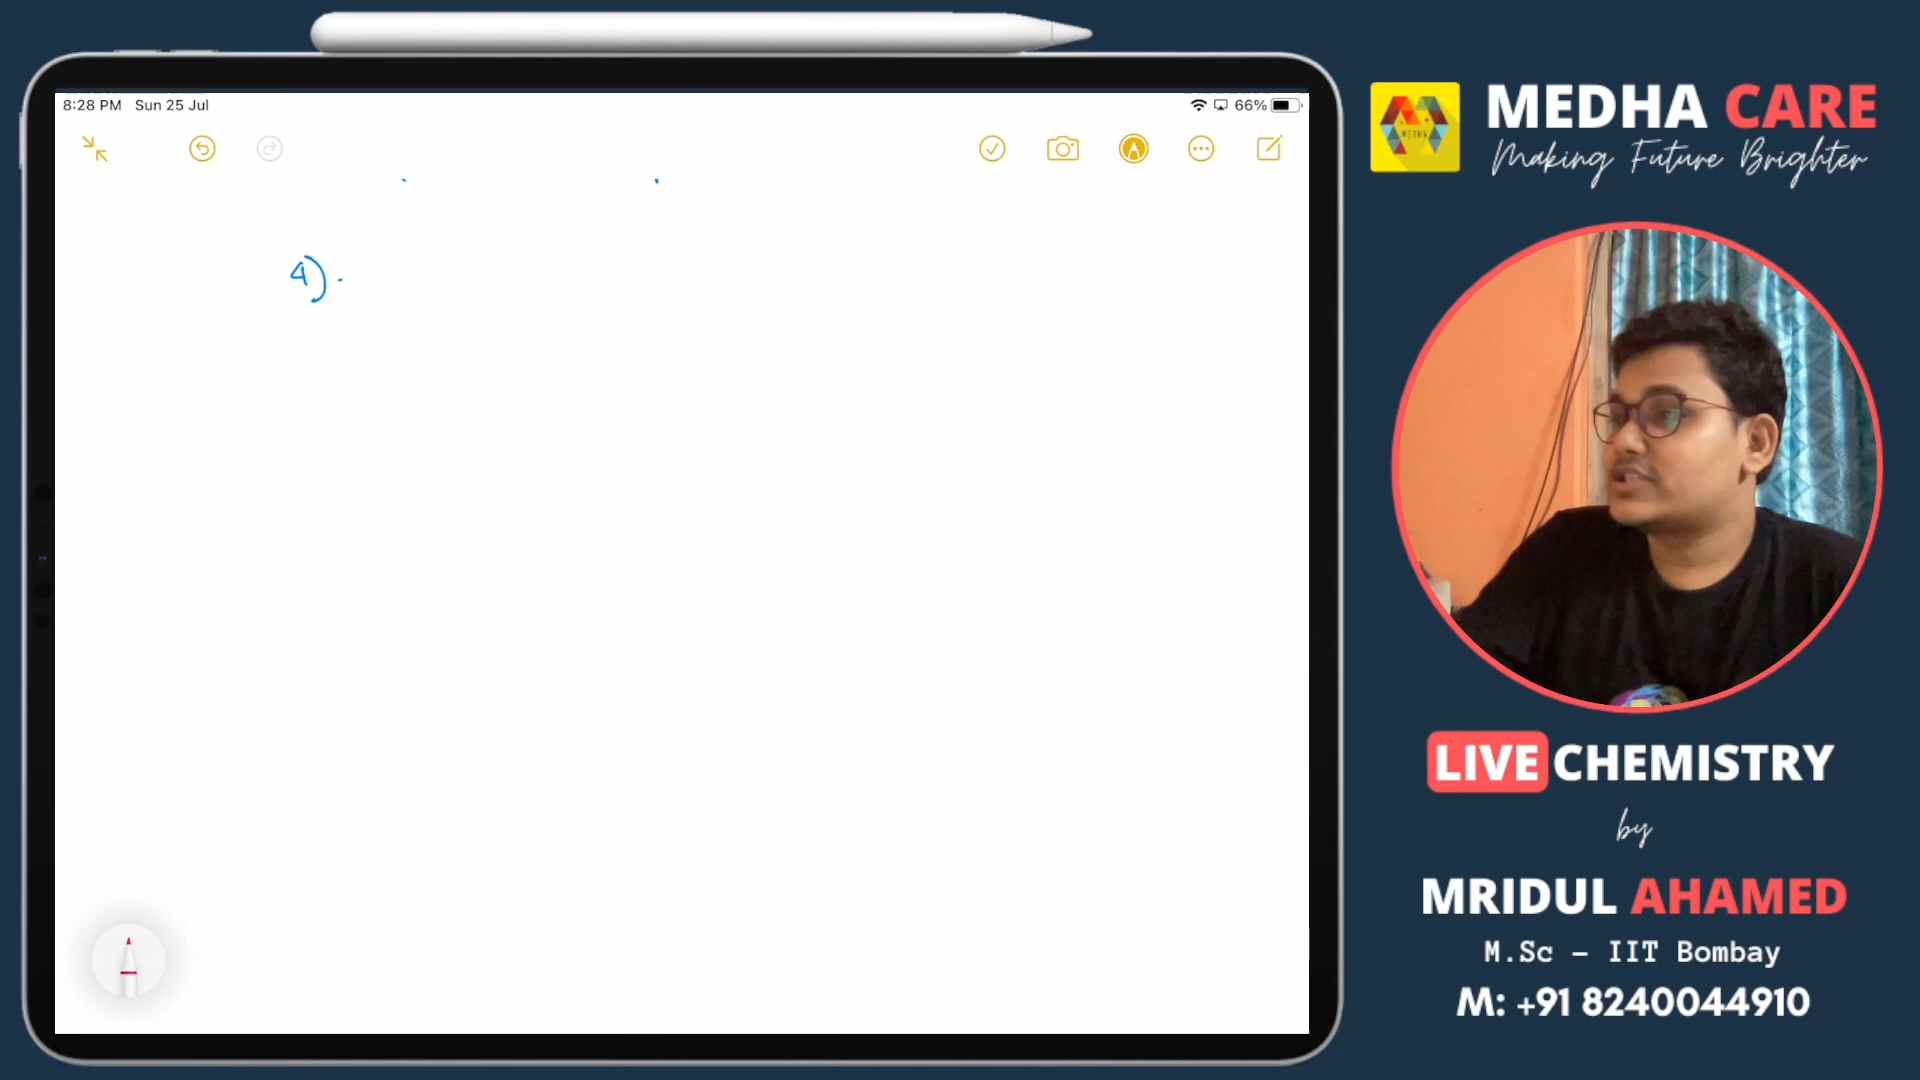 8:28 PM Sun 25 Jul
66%
4).
MEDHA CARE
Making Future Brighter
MEDHA
LIVE CHEMISTRY
by
MRIDUL AHAMED
M.Sc – IIT Bombay
M: +91 8240044910